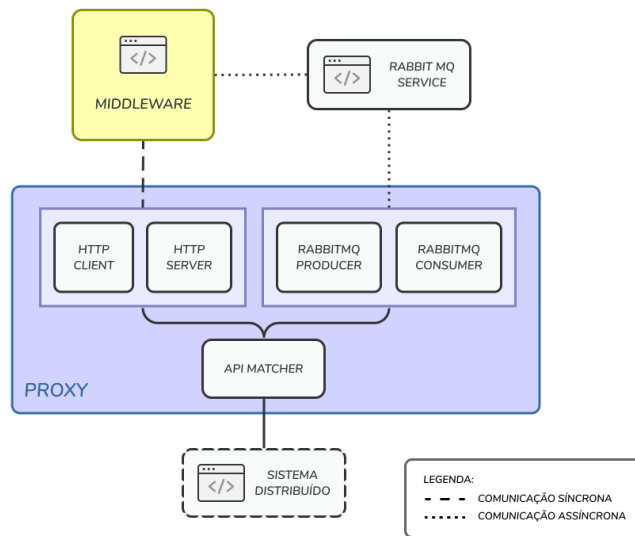 MIDDLEWARE
RABBIT MQ
SERVICE
HTTP
CLIENT
HTTP
SERVER
RABBITMQ
PRODUCER
RABBITMQ
CONSUMER
API MATCHER
PROXY
SISTEMA
DISTRIBUÍDO
LEGENDA:
COMUNICAÇÃO SÍNCRONA
COMUNICAÇÃO ASSÍNCRONA